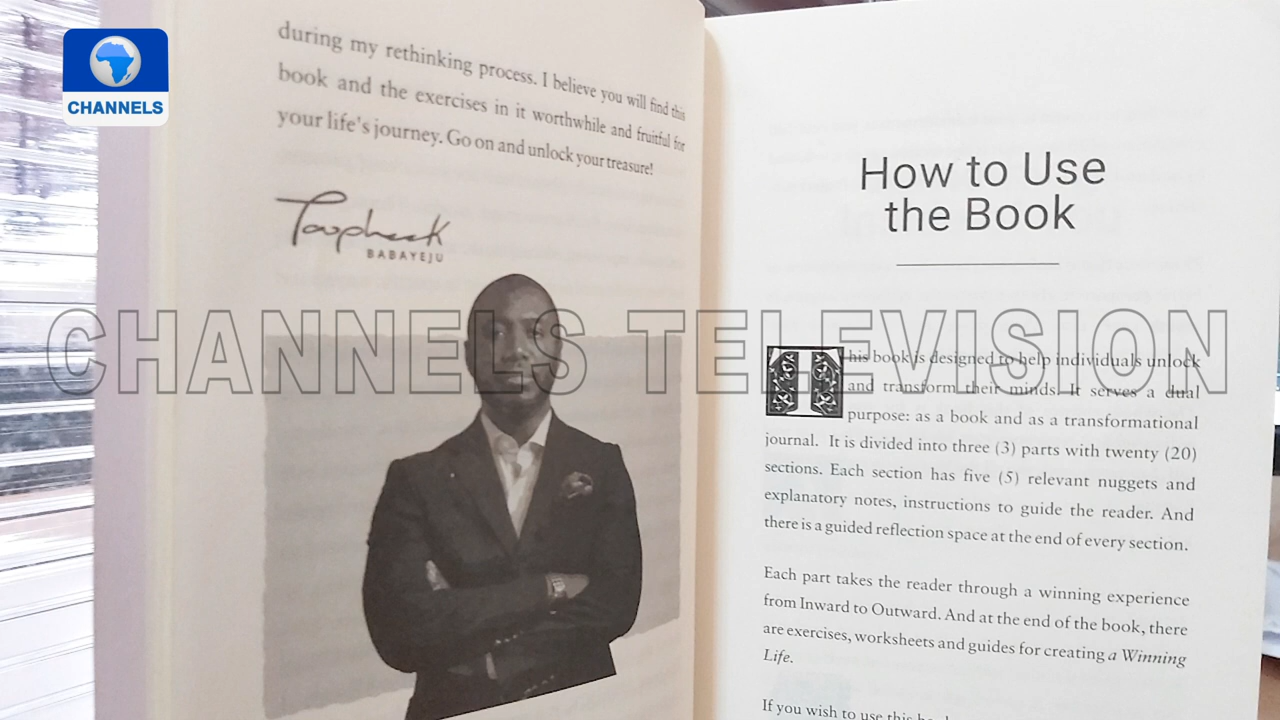 CHANNELS
during my rethinking process. I believe you will find this
book and the exercises in it worthwhile and fruitful for
your life's journey. Go on and unlock your treasure!
Taopheek
BABAYEJU
CHANNELS TELEVISION
How to Use
the Book
This book is designed to help individuals unlock
and transform their minds. It serves a dual
purpose: as a book and as a transformational
journal. It is divided into three (3) parts with twenty (20)
sections. Each section has five (5) relevant nuggets and
explanatory notes, instructions to guide the reader. And
there is a guided reflection space at the end of every section.
Each part takes the reader through a winning experience
from Inward to Outward. And at the end of the book, there
are exercises, worksheets and guides for creating a Winning
Life.
If you wish to use this